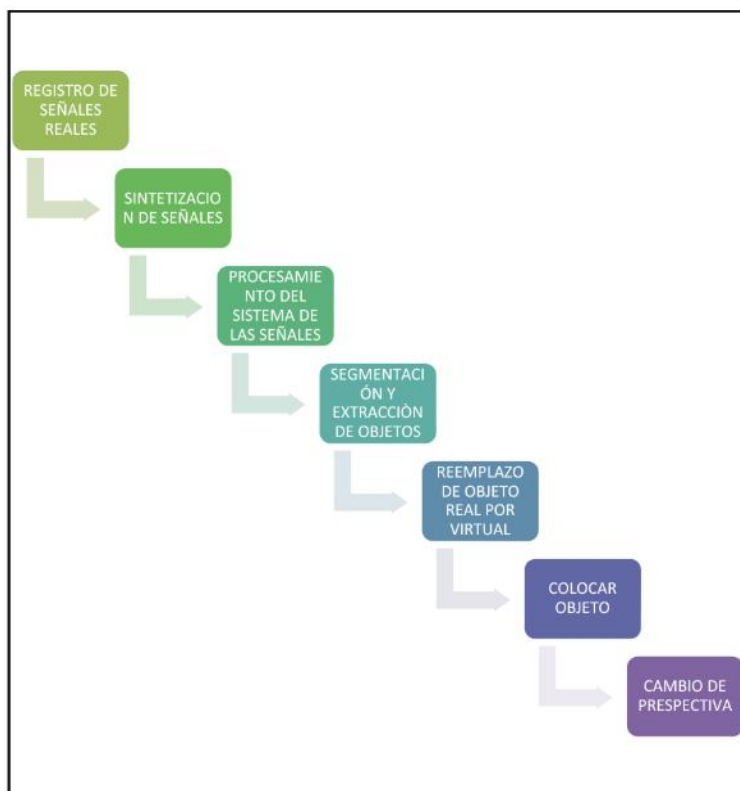 REGISTRO DE
SEÑALES
REALES
SINTETIZACIO
N DE SEÑALES
PROCESAMIE
NTO DEL
SISTEMA DE
LAS SEÑALES
SEGMENTACI
ÓN Y
EXTRACCIÒN
DE OBJETOS
REEMPLAZO
DE OBJETO
REAL POR
VIRTUAL
COLOCAR
OBJETO
CAMBIO DE
PRESPECTIVA